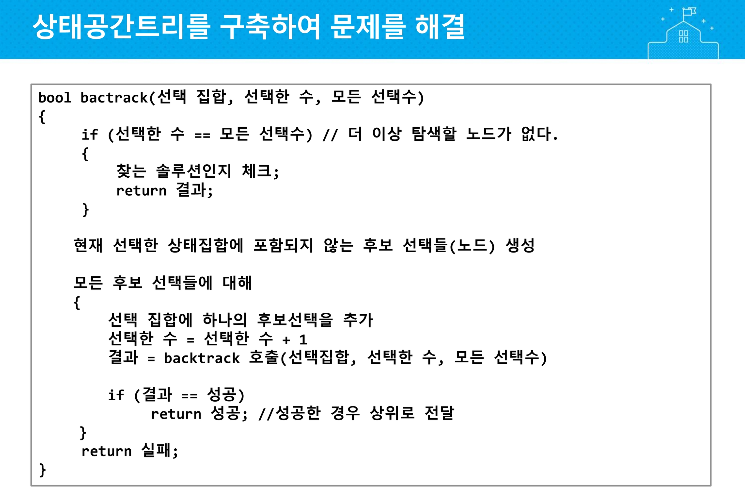 상태공간트리를 구축하여 문제를 해결
bool bactrack(선택 집합, 선택한 수, 모든 선택수)
{
if (선택한 수 == 모든 선택수) // 더 이상 탐색할 노드가 없다.
{
찾는 솔루션인지 체크;
return 결과;
}
현재 선택한 상태집합에 포함되지 않는 후보 선택들(노드) 생성
모든 후보 선택들에 대해
{
선택 집합에 하나의 후보선택을 추가
선택한 수 = 선택한 수 + 1
결과 = backtrack 호출(선택집합, 선택한 수, 모든 선택수)
if (결과 == 성공)
return 성공; //성공한 경우 상위로 전달
}
return 실패;
}